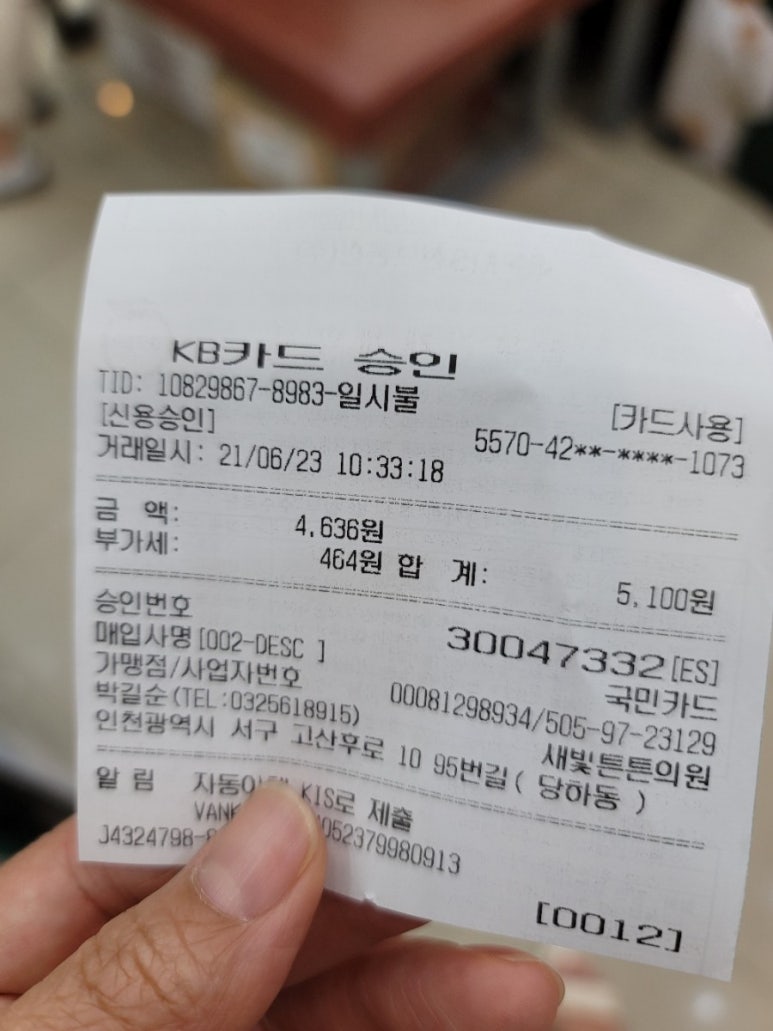 KB카드 승인
TID: 10829867-8983-일시불
[신용승인] [카드사용]
5570-42**-****-1073
거래일시: 21/06/23 10:33:18
금 액: 4,636원
부가세: 464원 합 계: 5,100원
승인번호 30047332[ES]
매입사명[002-DESC ] 국민카드
가맹점/사업자번호 00081298934/505-97-23129
박길순(TEL:0325618915) 새빛튼튼의원
인천광역시 서구 고산후로 10 95번길( 당하동 )
알 림 KIS로 제출
J4324798-
[0012]